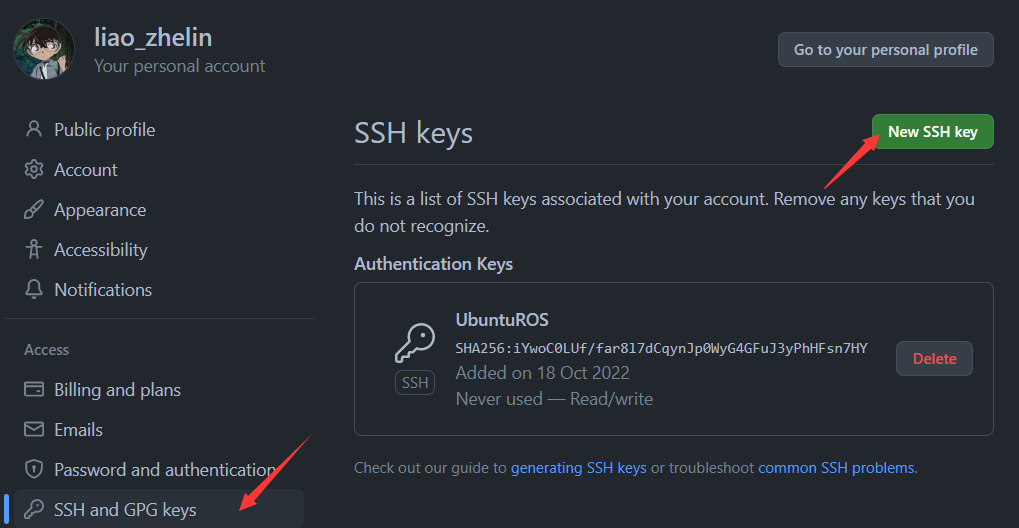 liao_zhelin
Your personal account
Go to your personal profile
Public profile
Account
Appearance
Accessibility
Notifications
Access
Billing and plans
Emails
Password and authentication
SSH and GPG keys
SSH keys
New SSH key
This is a list of SSH keys associated with your account. Remove any keys that you
do not recognize.
Authentication Keys
SSH
UbuntuROS
SHA256:iYwoC0LUf/far8l7dCqynJp0WyG4GFuJ3yPhHFsn7HY
Added on 18 Oct 2022
Never used — Read/write
Delete
Check out our guide to generating SSH keys or troubleshoot common SSH problems.